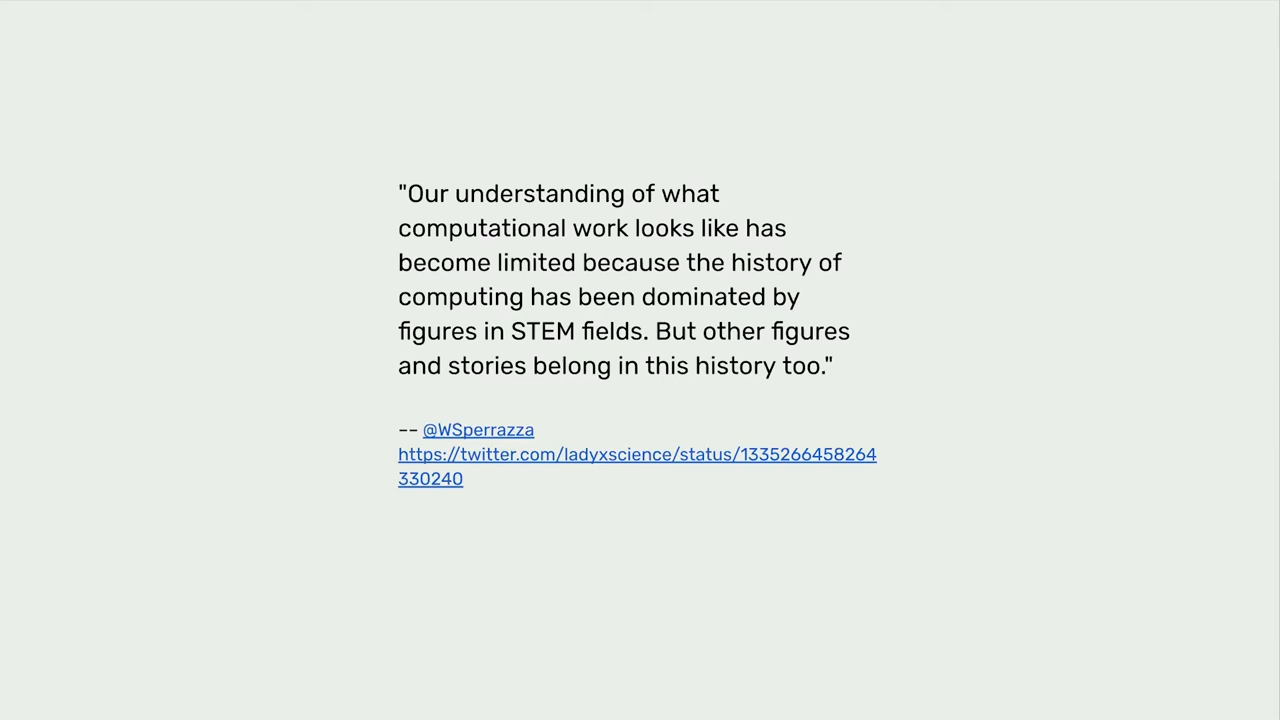 "Our understanding of what
computational work looks like has
become limited because the history of
computing has been dominated by
figures in STEM fields. But other figures
and stories belong in this history too."
-- @WSperrazza
https://twitter.com/ladyxscience/status/1335266458264
330240